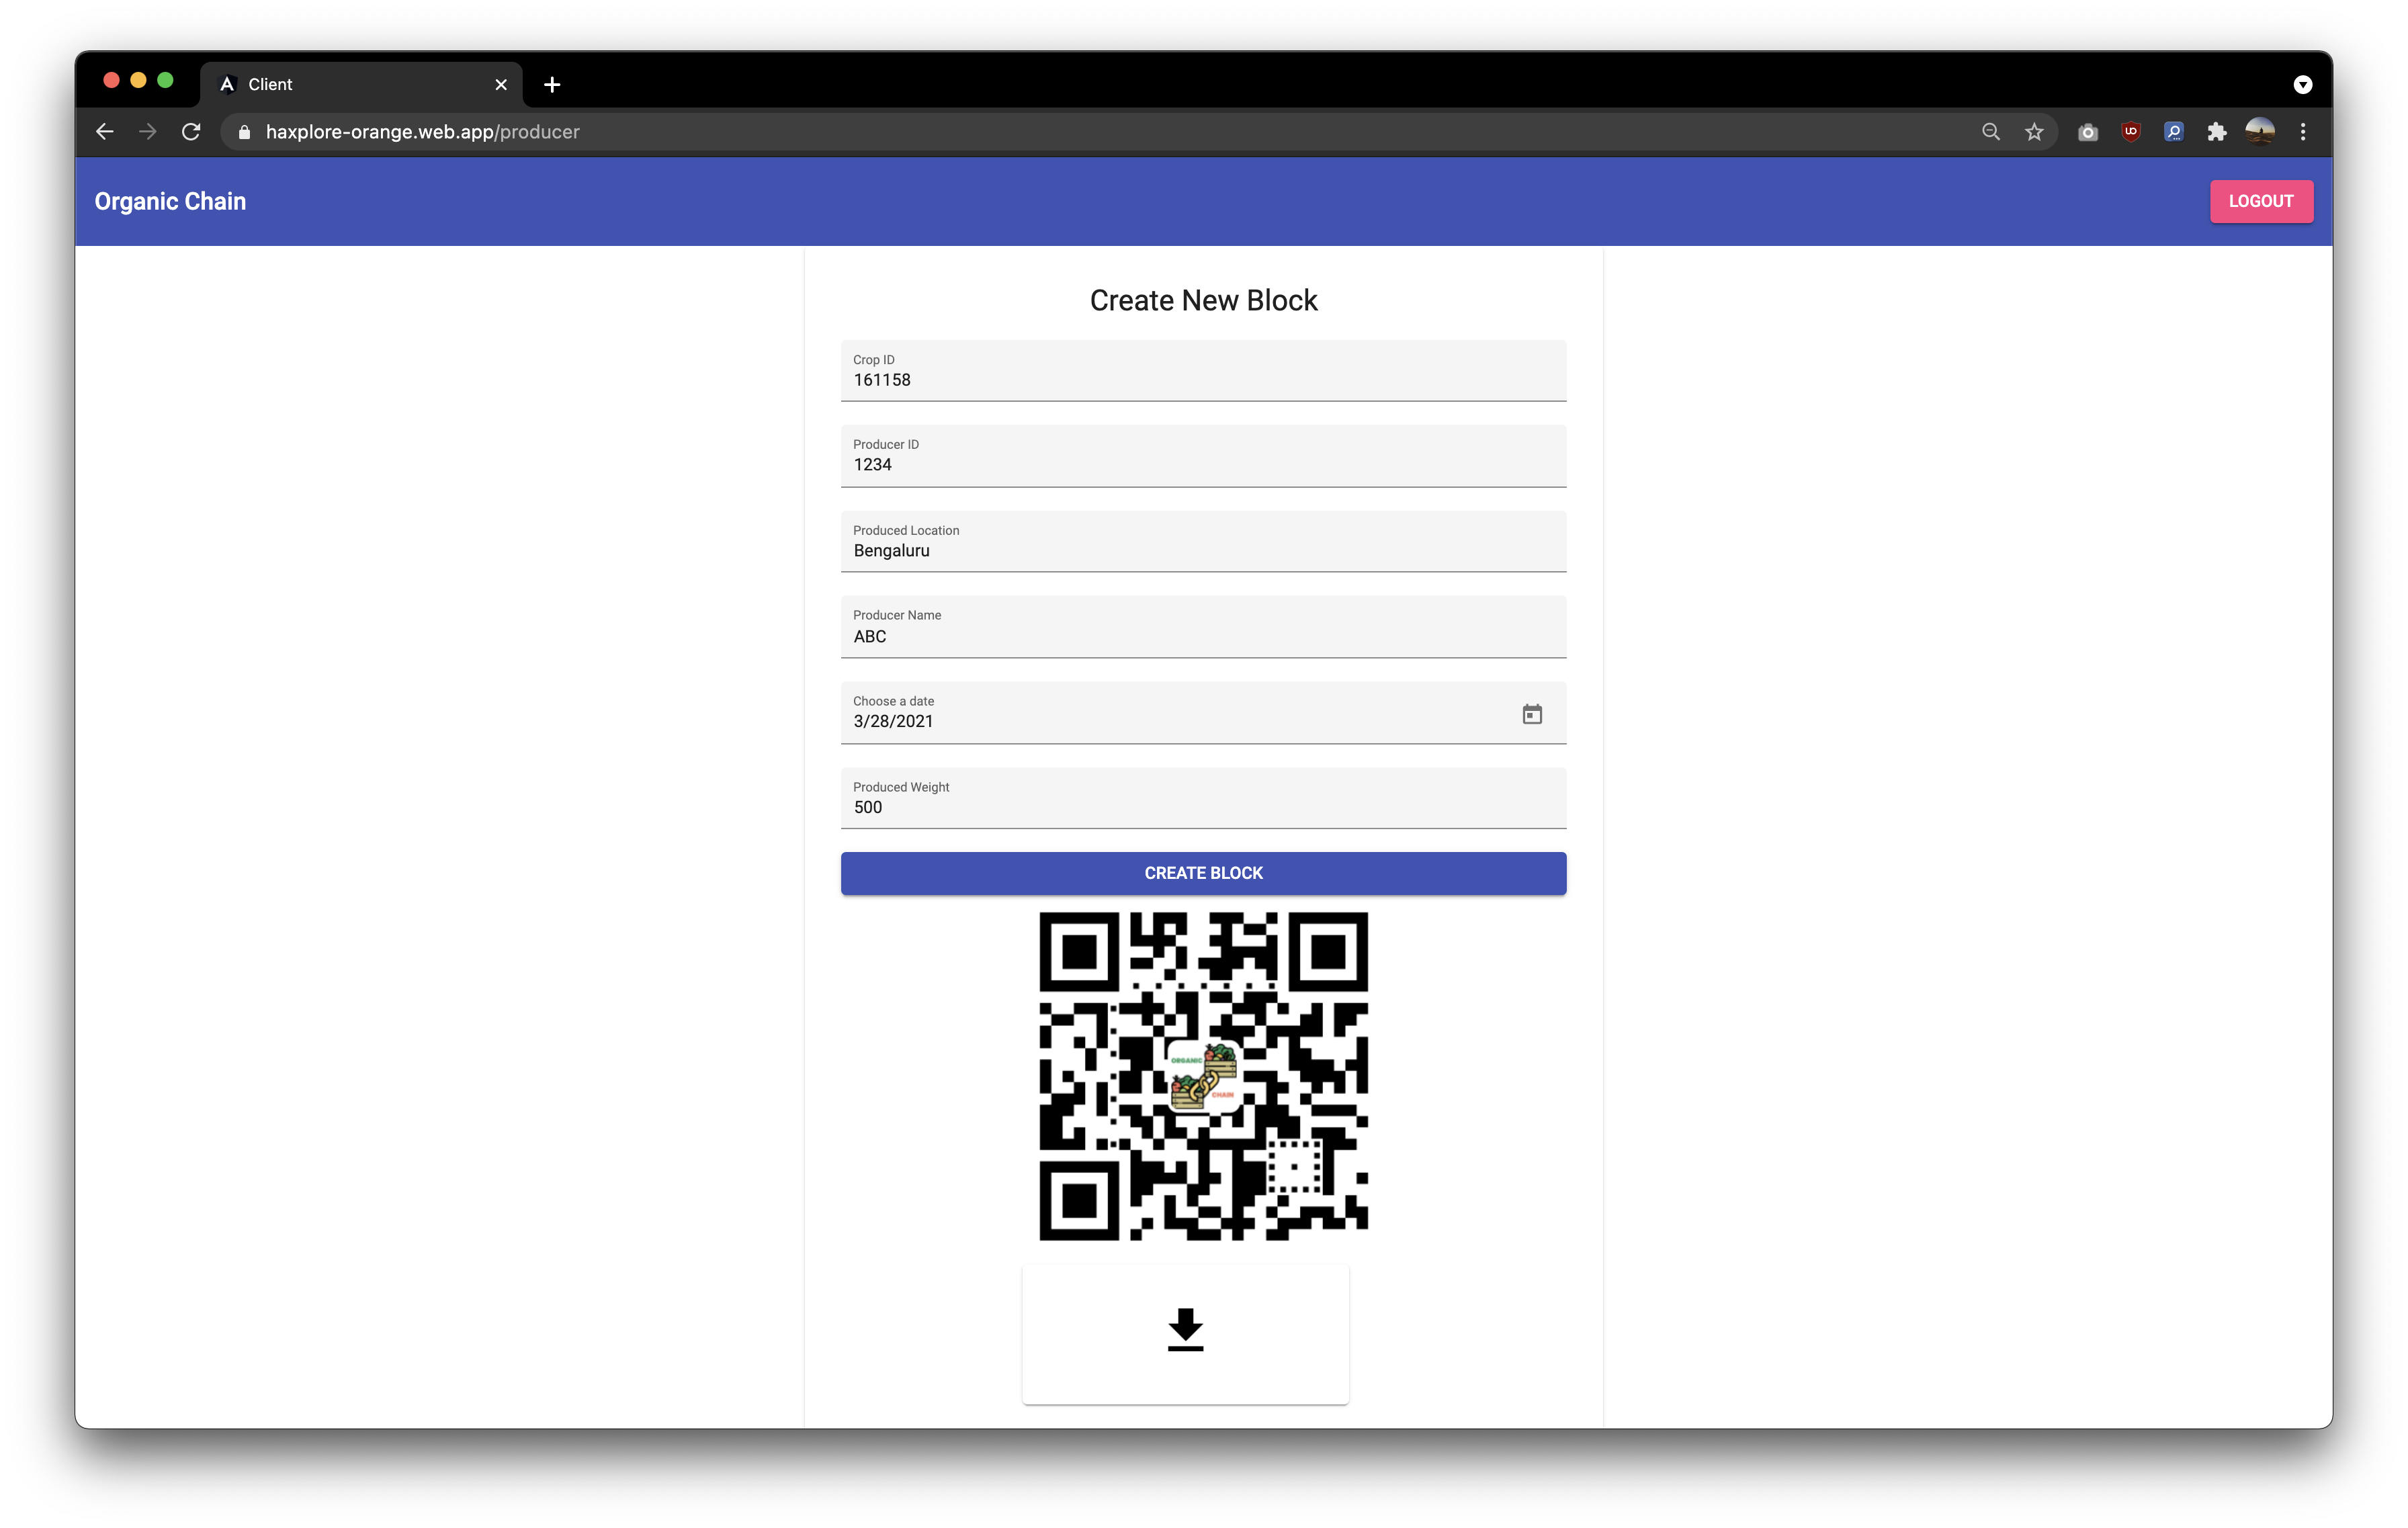 Client
haxplore-orange.web.app/producer
Organic Chain
LOGOUT
Create New Block
Crop ID
161158
Producer ID
1234
Produced Location
Bengaluru
Producer Name
ABC
Choose a date
3/28/2021
Produced Weight
500
CREATE BLOCK
ORGANIC
CHAIN